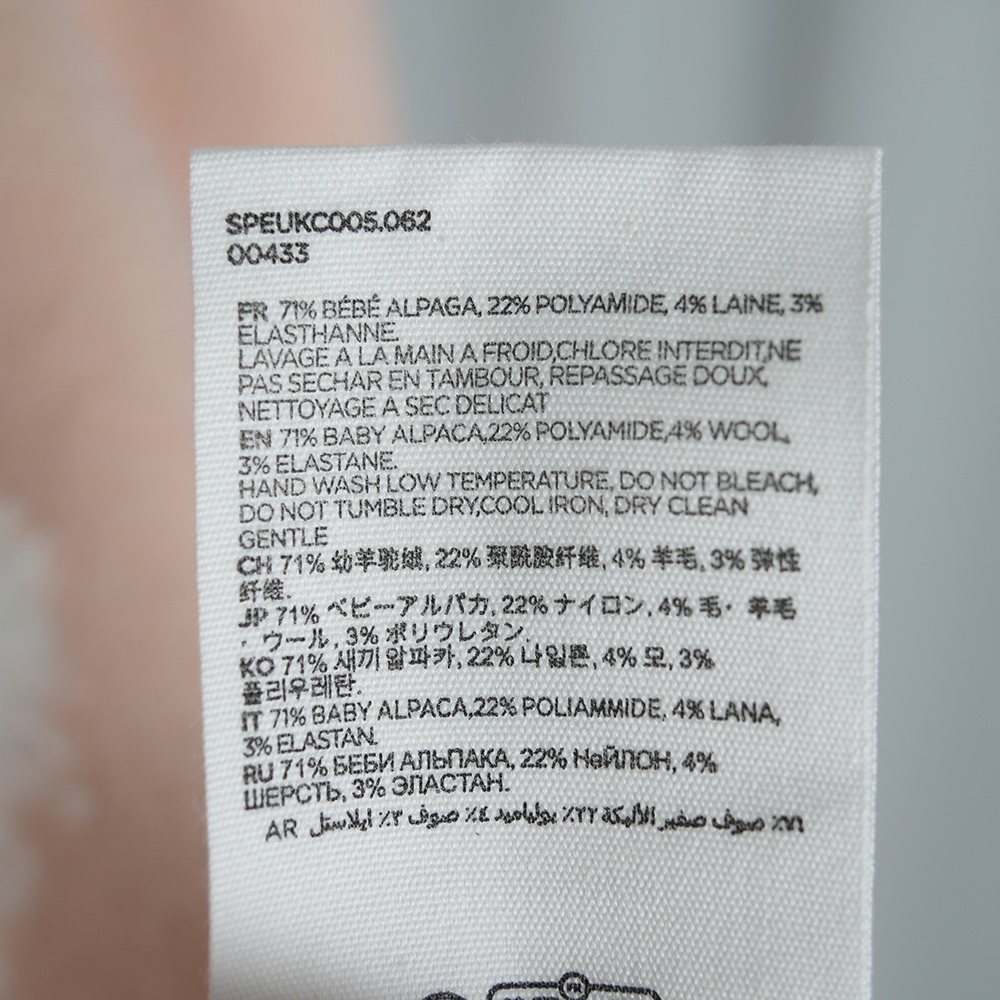 SPEUKC005.062
00433
FR 71% BÉBÉ ALPAGA, 22% POLYAMIDE, 4% LAINE, 3%
ELASTHANNE.
LAVAGE A LA MAIN A FROID,CHLORE INTERDIT,NE
PAS SECHAR EN TAMBOUR, REPASSAGE DOUX,
NETTOYAGE A SEC DELICAT
EN 71% BABY ALPACA,22% POLYAMIDE,4% WOOL,
3% ELASTANE.
HAND WASH LOW TEMPERATURE, DO NOT BLEACH,
DO NOT TUMBLE DRY,COOL IRON, DRY CLEAN
GENTLE
CH 71% 幼羊驼绒, 22% 聚酰胺纤维, 4% 羊毛, 3% 弹性
纤维.
JP 71% ベビーアルパカ, 22% ナイロン, 4% 毛・ 羊毛
・ウール, 3% ポリウレタン.
KO 71% 새끼 알파카, 22% 나일론, 4% 모, 3%
폴리우레탄.
IT 71% BABY ALPACA,22% POLIAMMIDE, 4% LANA,
3% ELASTAN.
RU 71% БЕБИ АЛЬПАКА, 22% НейЛОН, 4%
ШЕРСТЬ, 3% ЭЛАСТАН.
AR صوف صغير ٢٢٪ ٤٪ صوف ٣٪
FR